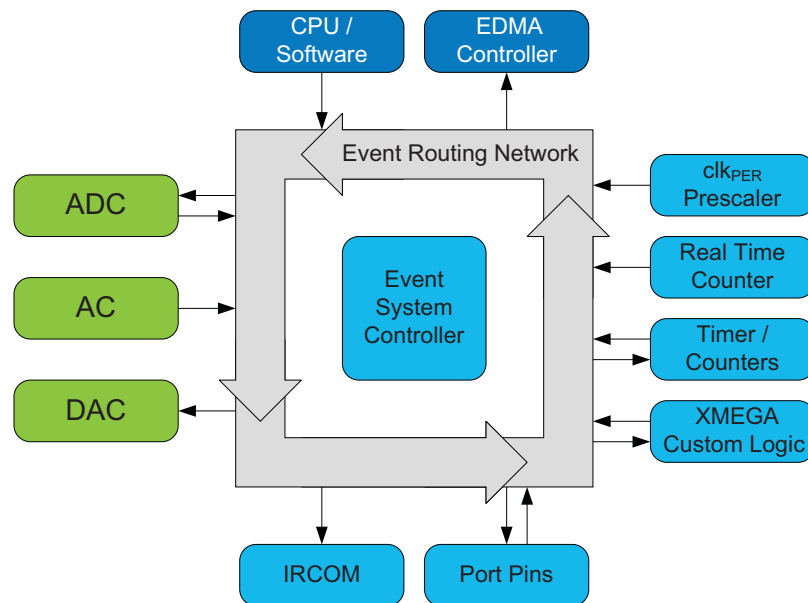 CPU /
Software
EDMA
Controller
Event Routing Network
ADC
AC
DAC
Event
System
Controller
clkPER
Prescaler
Real Time
Counter
Timer /
Counters
XMEGA
Custom Logic
IRCOM
Port Pins